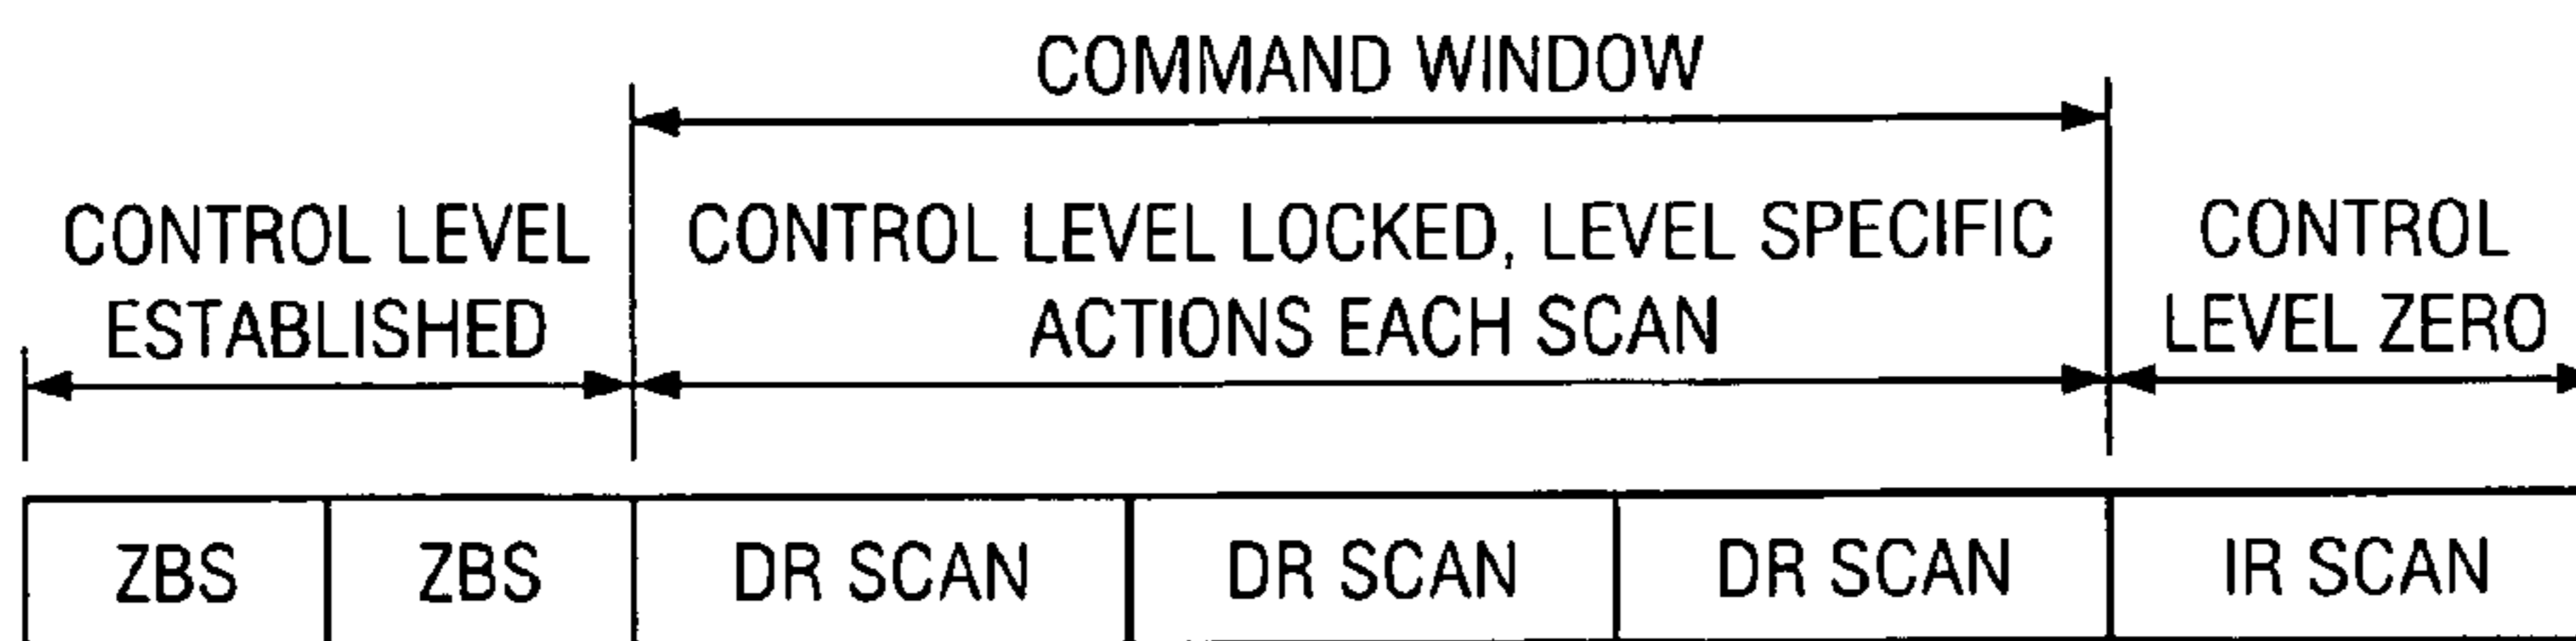 COMMAND WINDOW
CONTROL LEVEL
ESTABLISHED
CONTROL LEVEL LOCKED, LEVEL SPECIFIC
ACTIONS EACH SCAN
CONTROL
LEVEL ZERO
ZBS ZBS DR SCAN DR SCAN DR SCAN IR SCAN